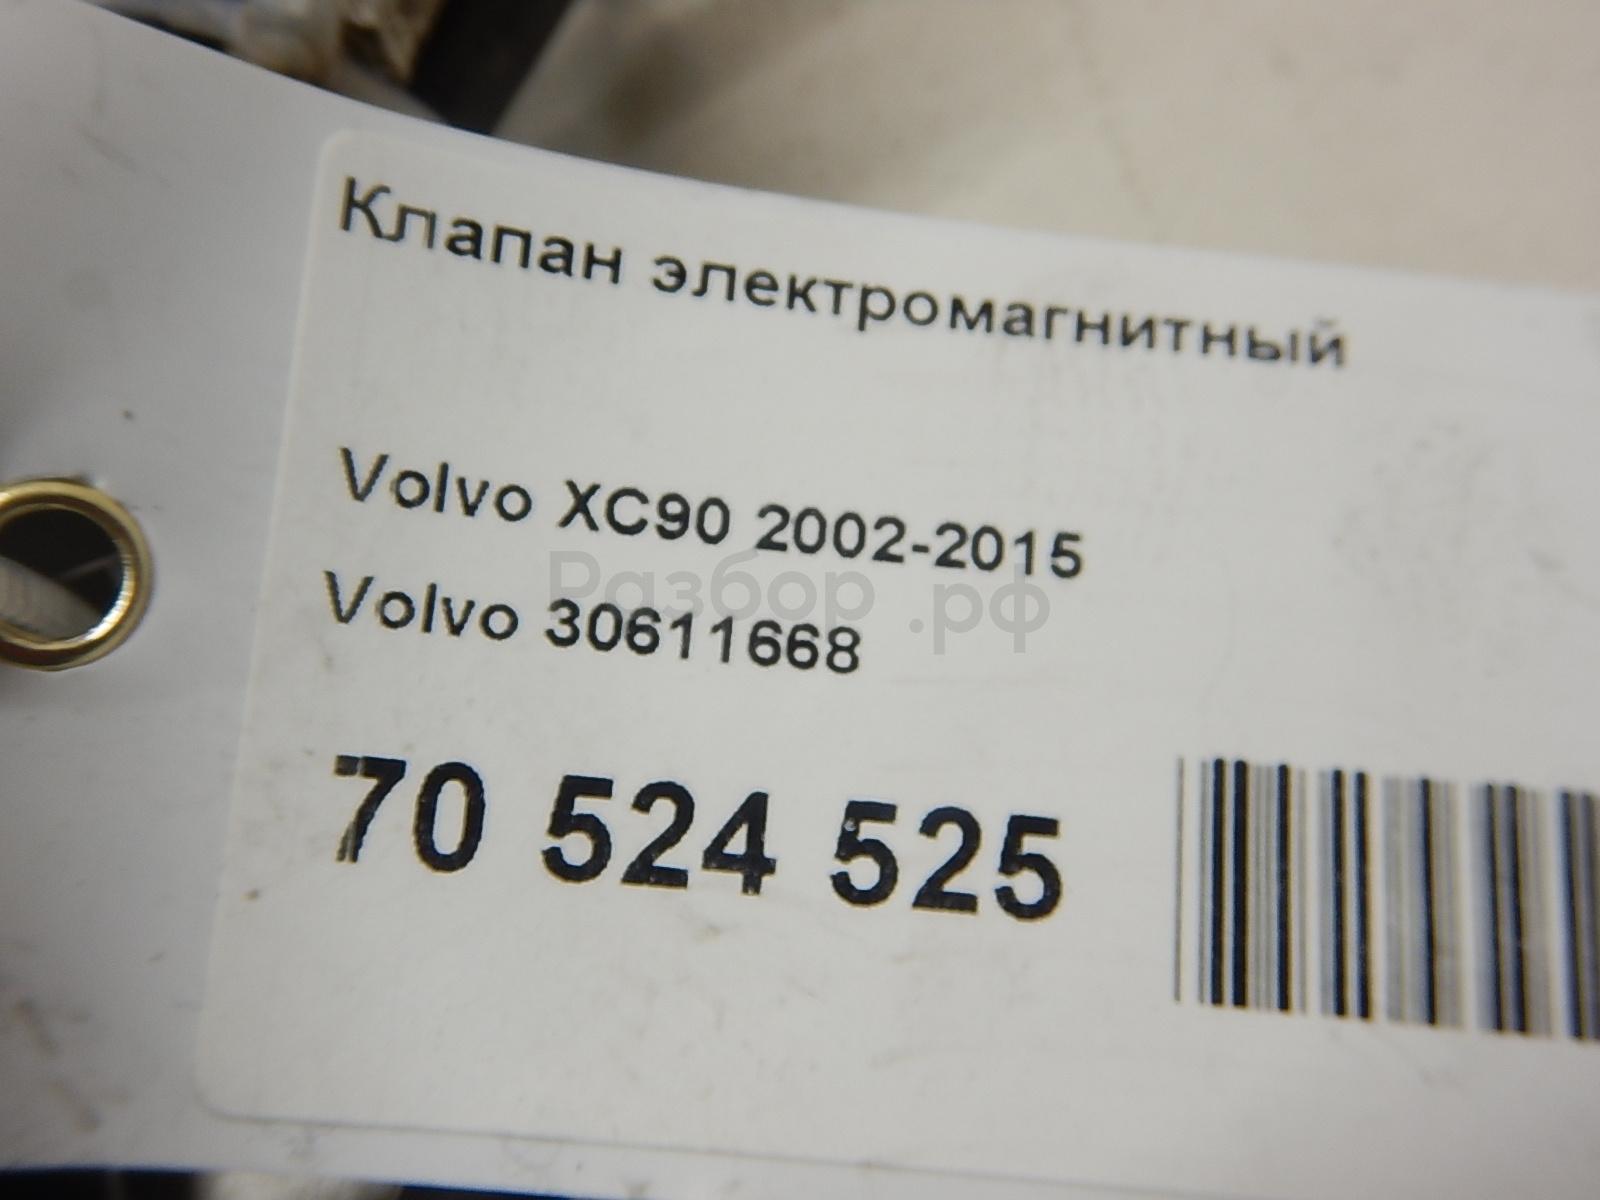 Клапан электромагнитный
Volvo XC90 2002-2015
Разбор.рф
Volvo 30611668
70 524 525